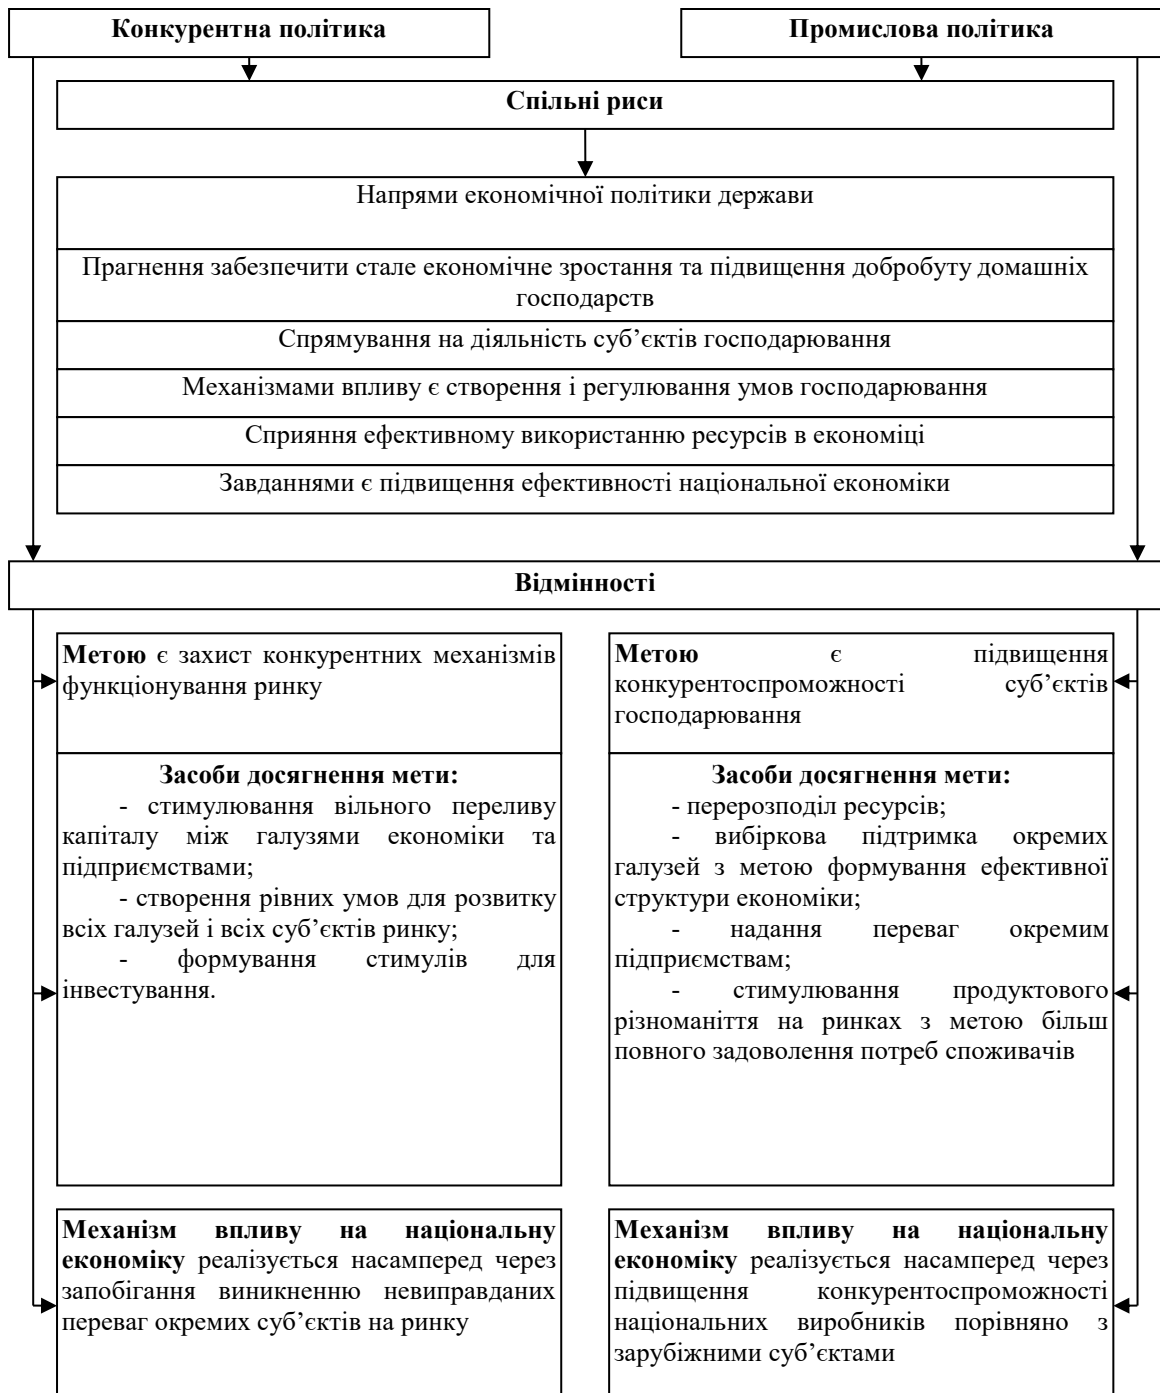 Конкурентна політика
Промислова політика
Спільні риси
Напрями економічної політики держави
Прагнення забезпечити стале економічне зростання та підвищення добробуту домашніх
господарств
Спрямування на діяльність суб’єктів господарювання
Механізмами впливу є створення і регулювання умов господарювання
Сприяння ефективному використанню ресурсів в економіці
Завданнями є підвищення ефективності національної економіки
Відмінності
Метою є захист конкурентних механізмів
функціонування ринку
Засоби досягнення мети:
- стимулювання вільного переливу
капіталу між галузями економіки та
підприємствами;
- створення рівних умов для розвитку
всіх галузей і всіх суб’єктів ринку;
- формування стимулів для
інвестування.
Механізм впливу на національну
економіку реалізується насамперед через
запобігання виникненню невиправданих
переваг окремих суб’єктів на ринку
Метою є підвищення
конкурентоспроможності суб’єктів
господарювання
Засоби досягнення мети:
- перерозподіл ресурсів;
- вибіркова підтримка окремих
галузей з метою формування ефективної
структури економіки;
- надання переваг окремим
підприємствам;
- стимулювання продуктового
різноманіття на ринках з метою більш
повного задоволення потреб споживачів
Механізм впливу на національну
економіку реалізується насамперед через
підвищення конкурентоспроможності
національних виробників порівняно з
зарубіжними суб’єктами